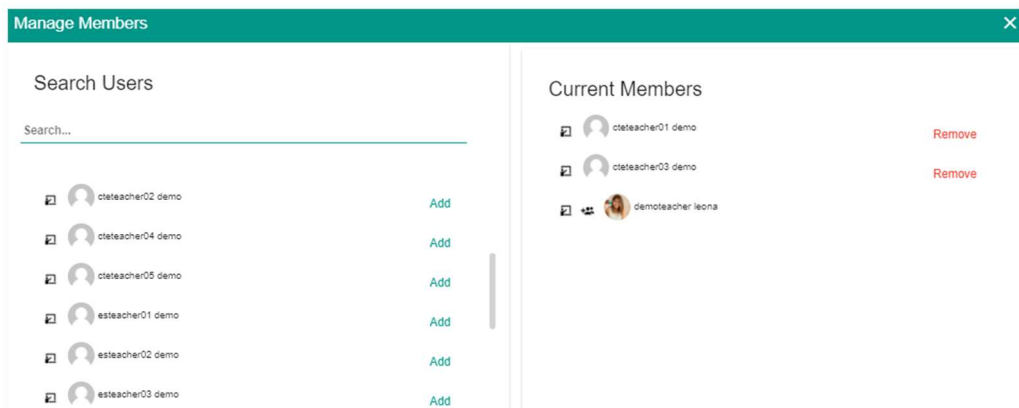 Manage Members
Search Users
Search...
cteteacher02 demo Add
cteteacher04 demo Add
cteteacher05 demo Add
esteacher01 demo Add
esteacher02 demo Add
esteacher03 demo Add
Current Members
cteteacher01 demo Remove
cteteacher03 demo Remove
demoteacher leona